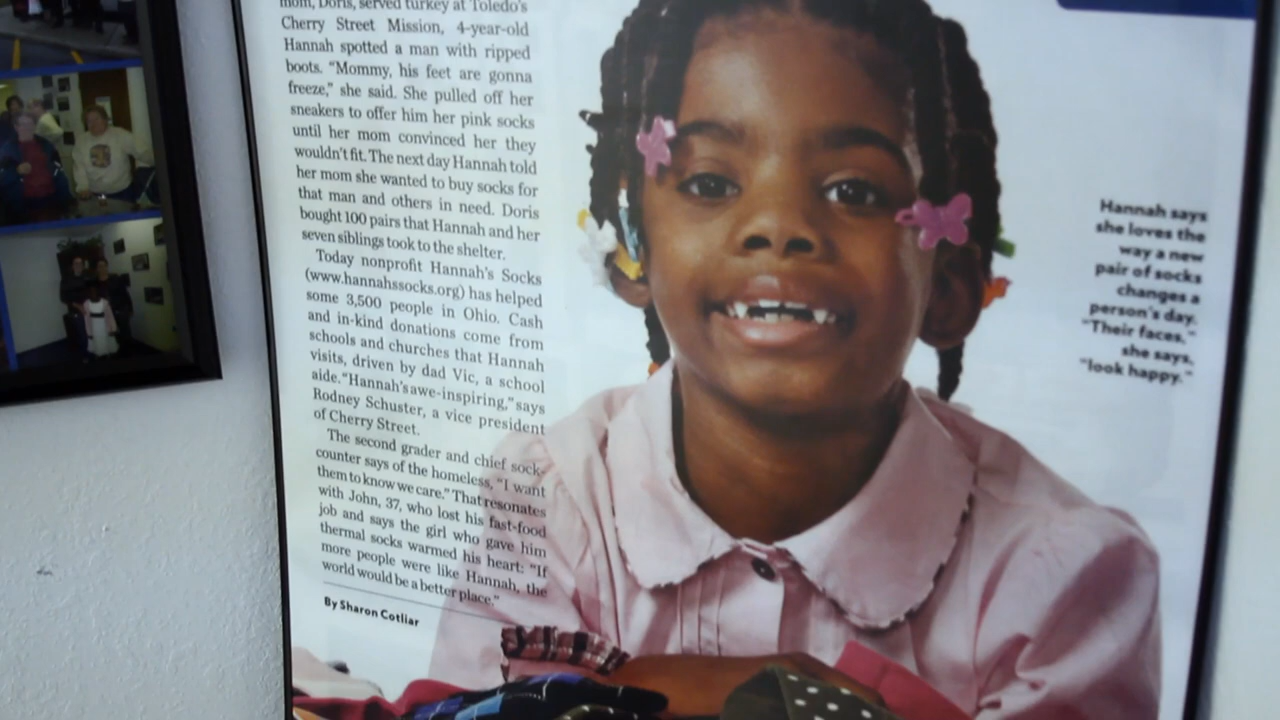 mom, Doris, served turkey at Toledo's
Cherry Street Mission, 4-year-old
Hannah spotted a man with ripped
boots. "Mommy, his feet are gonna
freeze," she said. She pulled off her
sneakers to offer him her pink socks
until her mom convinced her they
wouldn't fit. The next day Hannah told
her mom she wanted to buy socks for
that man and others in need. Doris
bought 100 pairs that Hannah and her
seven siblings took to the shelter.
Today nonprofit Hannah's Socks
(www.hannahssocks.org) has helped
some 3,500 people in Ohio. Cash
and in-kind donations come from
schools and churches that Hannah
visits, driven by dad Vic, a school
aide. "Hannah's awe-inspiring," says
Rodney Schuster, a vice president
of Cherry Street.
The second grader and chief sock-
counter says of the homeless, "I want
them to know we care." That resonates
with John, 37, who lost his fast-food
job and says the girl who gave him
thermal socks warmed his heart: "If
more people were like Hannah, the
world would be a better place."
By Sharon Cotliar
Hannah says
she loves the
way a new
pair of socks
changes a
person's day.
"Their faces,"
she says,
"look happy."